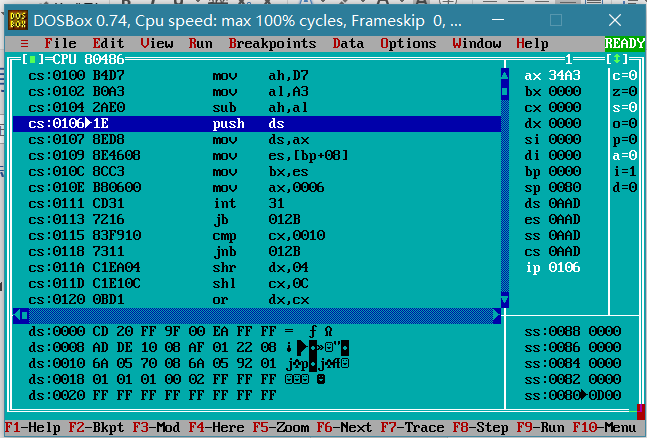 DOSBox 0.74, Cpu speed: max 100% cycles, Frameskip 0, ...
≡ File Edit View Run Breakpoints Data Options Window Help READY
[■]=CPU 80486 1 [↕]
cs:0100 B4D7 mov ah,D7 ax 34A3 c=0
cs:0102 B0A3 mov al,A3 bx 0000 z=0
cs:0104 2AE0 sub ah,al cx 0000 s=0
cs:0106►1E push ds dx 0000 o=0
cs:0107 8ED8 mov ds,ax si 0000 p=0
cs:0109 8E4608 mov es,[bp+08] di 0000 a=0
cs:010C 8CC3 mov bx,es bp 0000 i=1
cs:010E B80600 mov ax,0006 sp 0080 d=0
cs:0111 CD31 int 31 ds 0AAD
cs:0113 7216 jb 012B es 0AAD
cs:0115 83F910 cmp cx,0010 ss 0AAD
cs:0118 7311 jnb 012B cs 0AAD
cs:011A C1EA04 shr dx,04 ip 0106
cs:011D C1E10C shl cx,0C
cs:0120 0BD1 or dx,cx
ds:0000 CD 20 FF 9F 00 EA FF FF = ƒ Ω ss:0088 0000
ds:0008 AD DE 10 08 AF 01 22 08 ss:0086 0000
ds:0010 6A 05 70 08 6A 05 92 01 ss:0084 0000
ds:0018 01 01 01 00 02 FF FF FF ss:0082 0000
ds:0020 FF FF FF FF FF FF FF FF ss:0080►0D00
F1-Help F2-Bkpt F3-Mod F4-Here F5-Zoom F6-Next F7-Trace F8-Step F9-Run F10-Menu